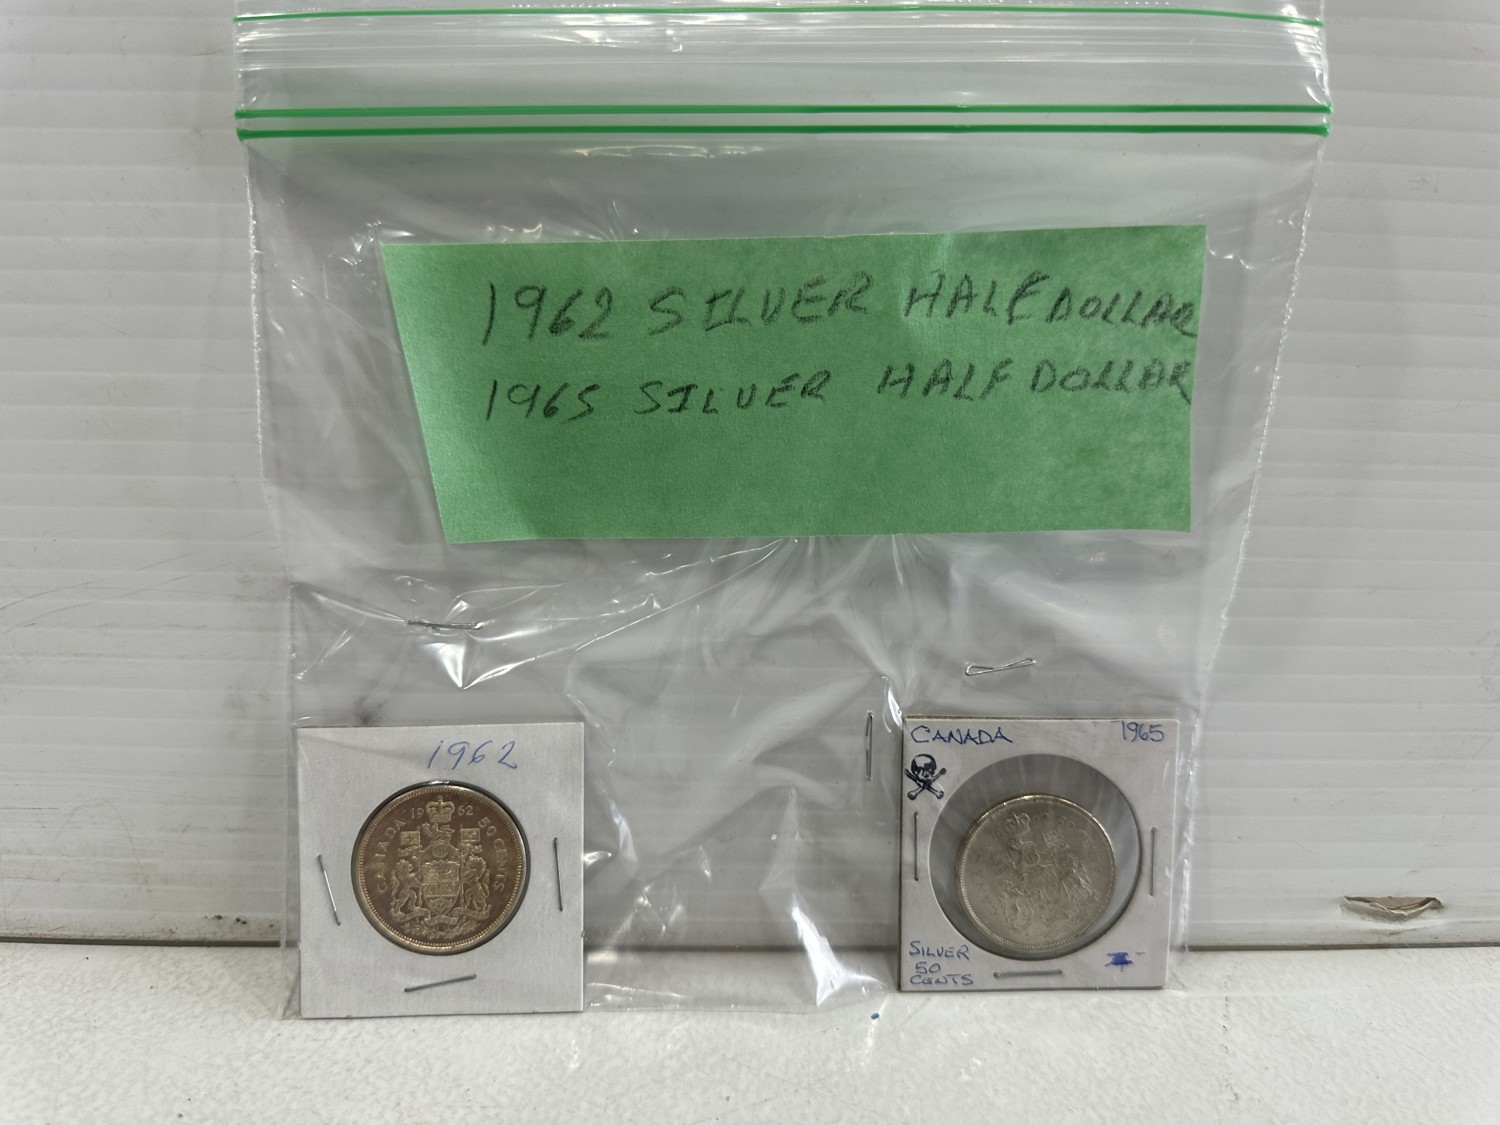 1962 SILVER HALF DOLLAR
1965 SILVER HALF DOLLAR
1962
CANADA 1962 50 CENTS
CANADA 1965
SILVER
50
CENTS